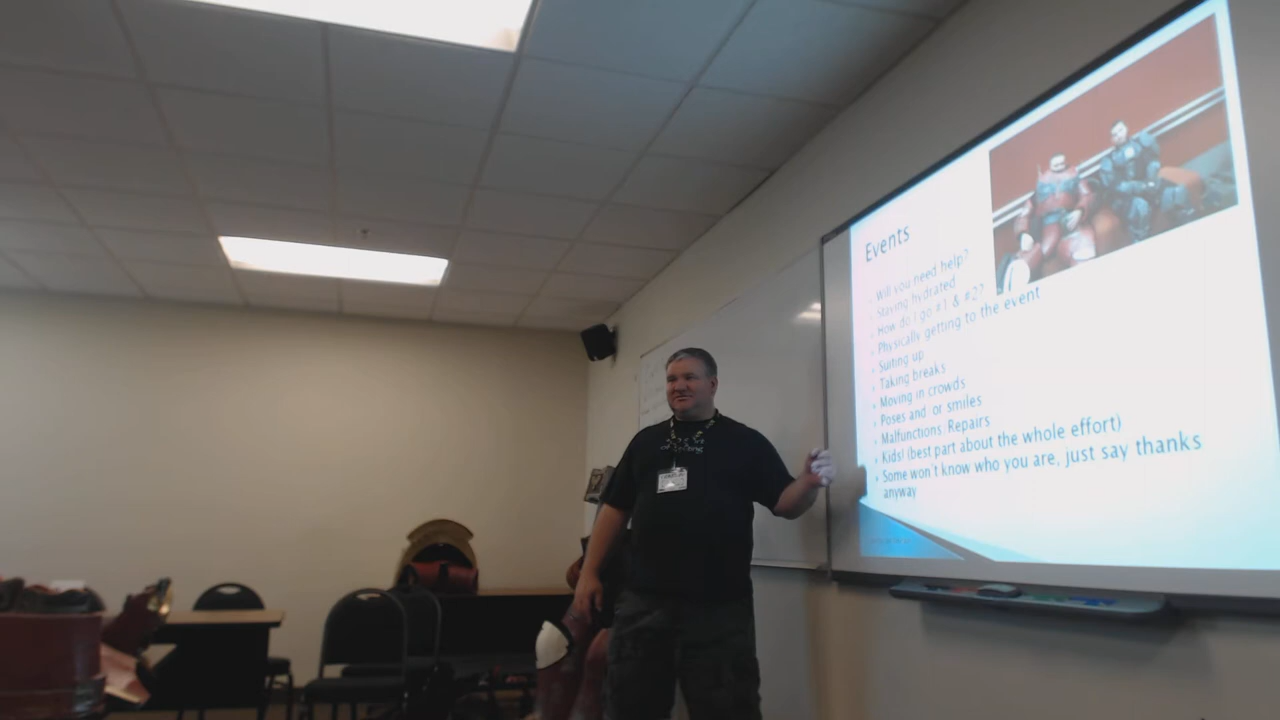 Events
Will you need help?
Staying hydrated
How do I go #1 & #2?
Physically getting to the event
Suiting up
Taking breaks
Moving in crowds
Poses and/or smiles
Malfunctions/Repairs
Kids! (best part about the whole effort)
Some won't know who you are, just say thanks
anyway